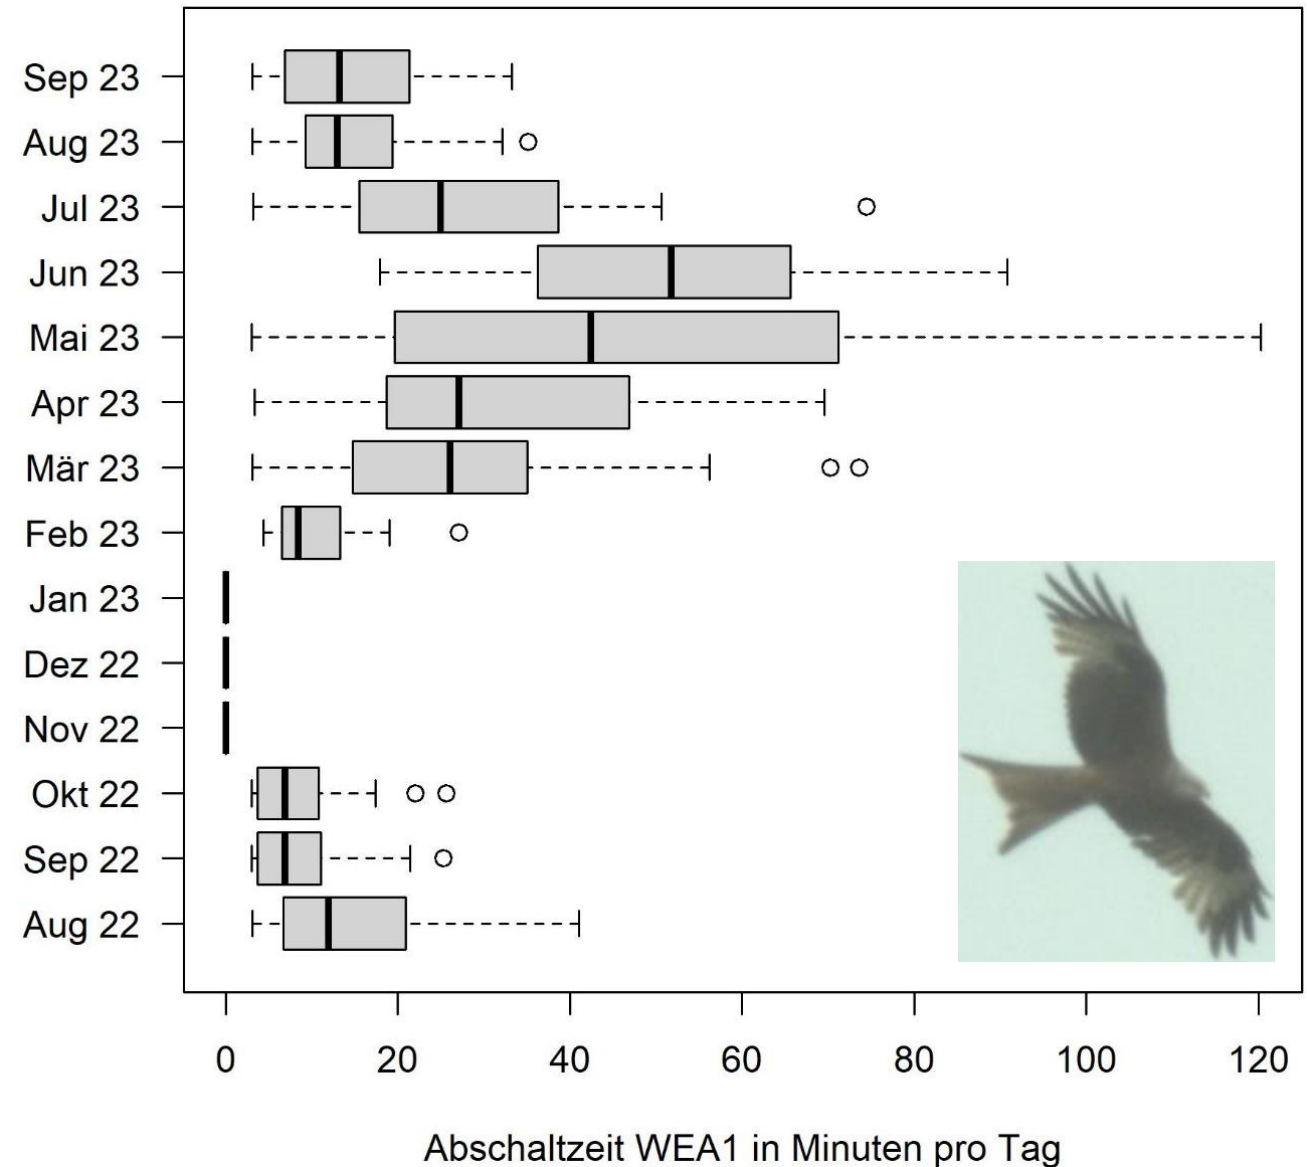 Sep 23
Aug 23
Jul 23
Jun 23
Mai 23
Apr 23
Mär 23
Feb 23
Jan 23
Dez 22
Nov 22
Okt 22
Sep 22
Aug 22
0 20 40 60 80 100 120
Abschaltzeit WEA1 in Minuten pro Tag